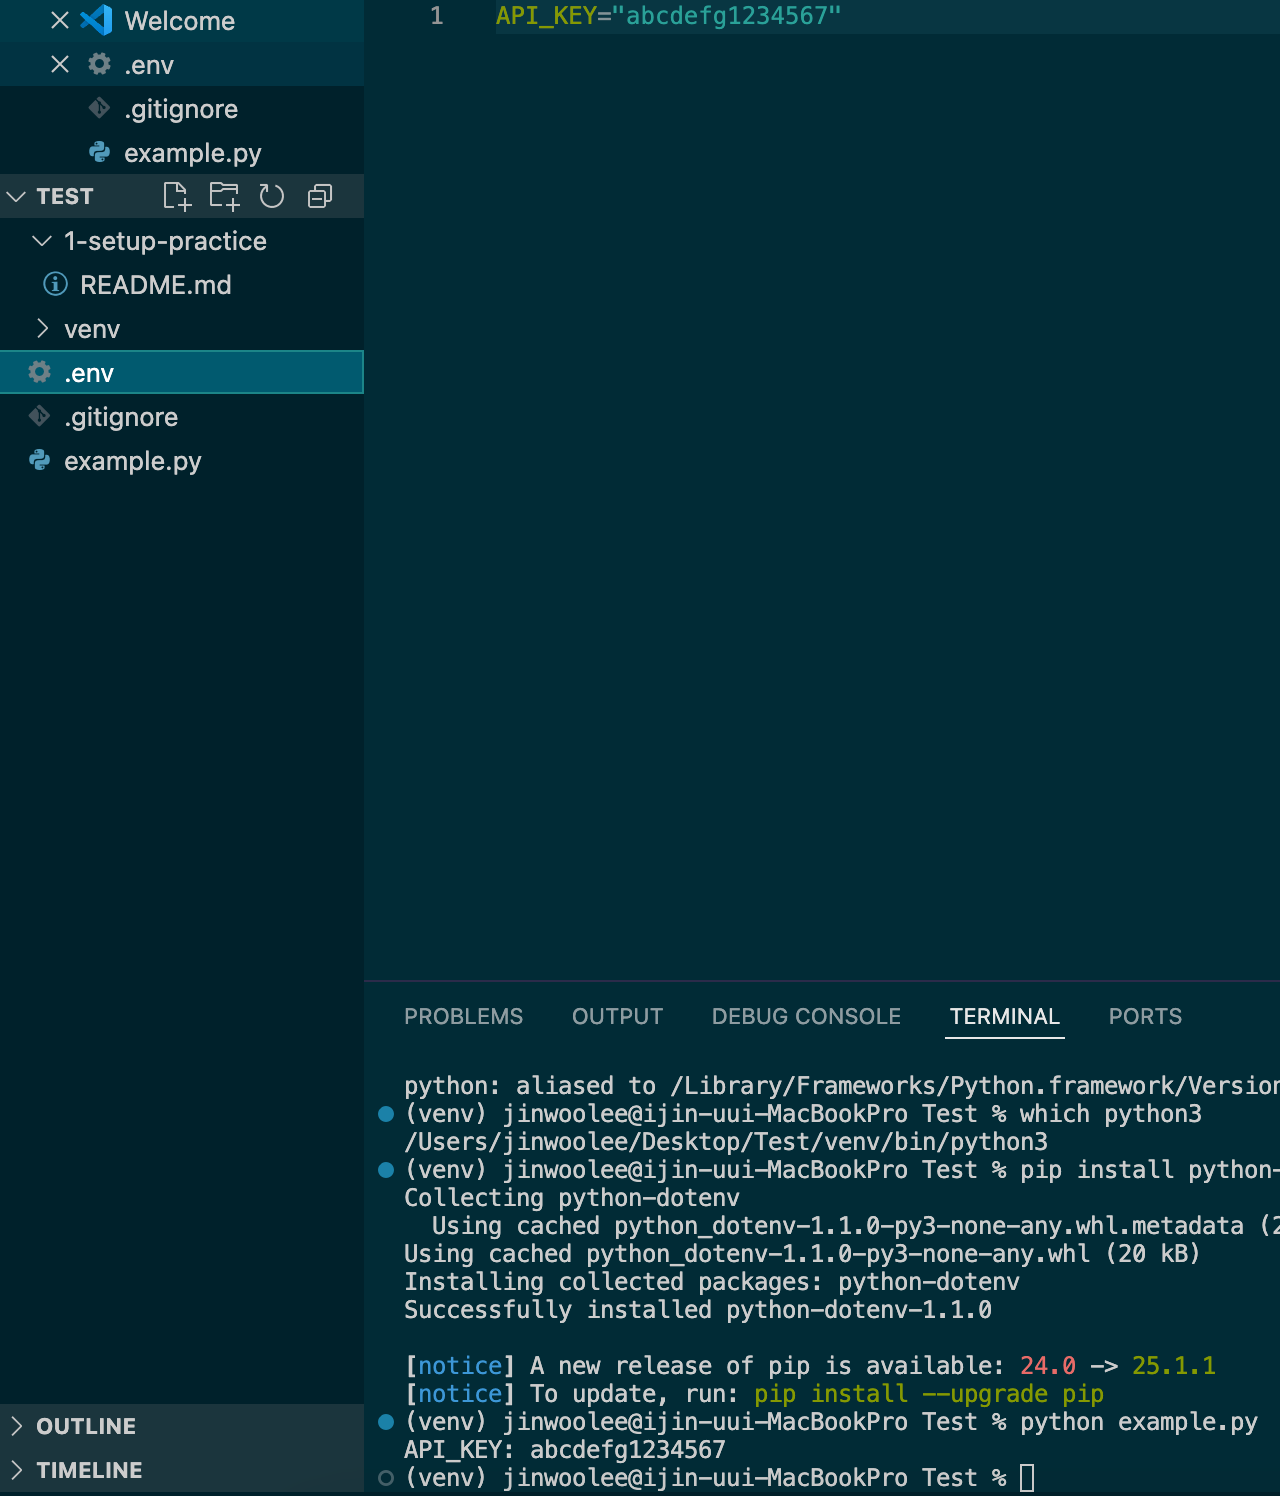 Welcome
.env
.gitignore
example.py
TEST
1-setup-practice
README.md
venv
.env
.gitignore
example.py
OUTLINE
TIMELINE
1 API_KEY="abcdefg1234567"
PROBLEMS OUTPUT DEBUG CONSOLE TERMINAL PORTS
python: aliased to /Library/Frameworks/Python.framework/Version
(venv) jinwoolee@ijin-uui-MacBookPro Test % which python3
/Users/jinwoolee/Desktop/Test/venv/bin/python3
(venv) jinwoolee@ijin-uui-MacBookPro Test % pip install python-
Collecting python-dotenv
Using cached python_dotenv-1.1.0-py3-none-any.whl.metadata (2
Using cached python_dotenv-1.1.0-py3-none-any.whl (20 kB)
Installing collected packages: python-dotenv
Successfully installed python-dotenv-1.1.0
[notice] A new release of pip is available: 24.0 -> 25.1.1
[notice] To update, run: pip install --upgrade pip
(venv) jinwoolee@ijin-uui-MacBookPro Test % python example.py
API_KEY: abcdefg1234567
(venv) jinwoolee@ijin-uui-MacBookPro Test %